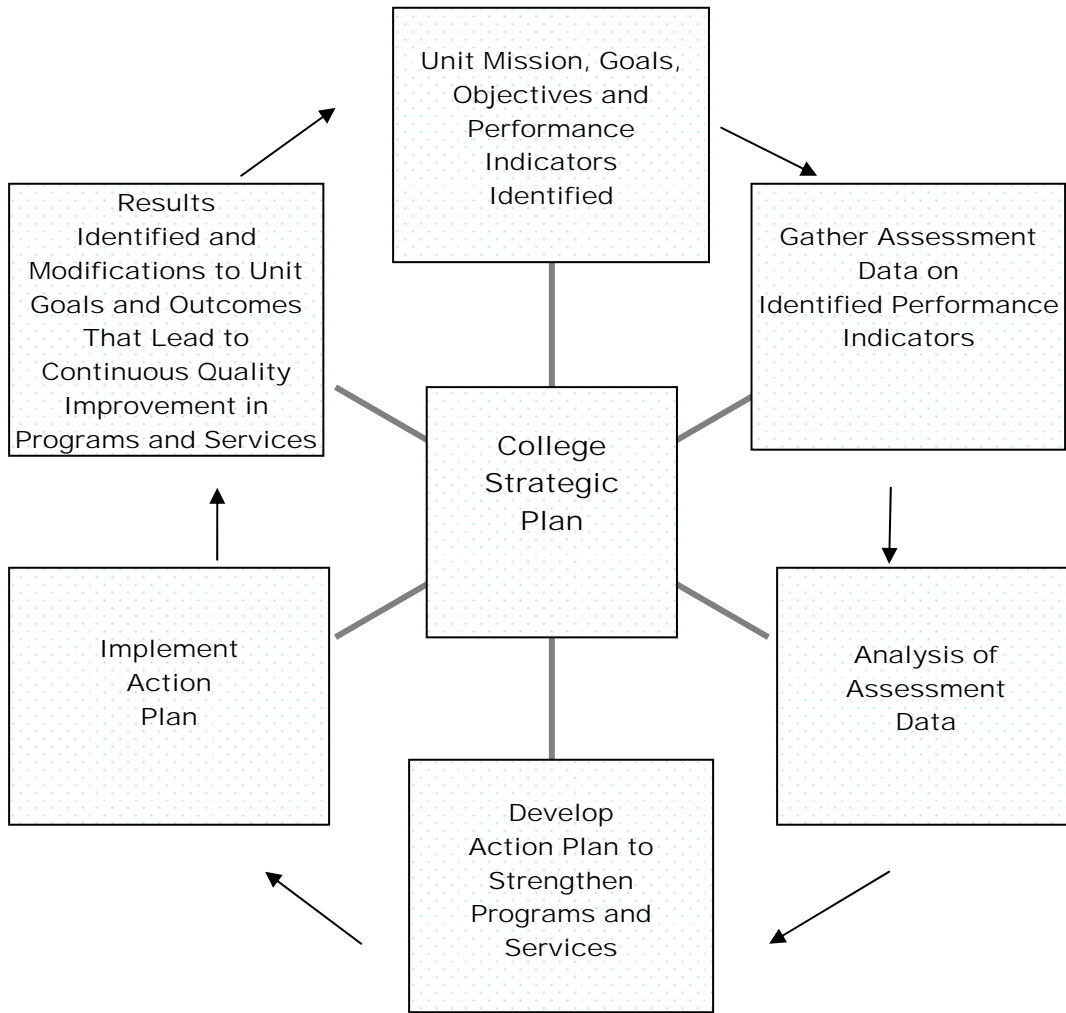 Unit Mission, Goals,
Objectives and
Performance
Indicators
Identified
Results
Identified and
Modifications to Unit
Goals and Outcomes
That Lead to
Continuous Quality
Improvement in
Programs and Services
Gather Assessment
Data on
Identified Performance
Indicators
College
Strategic
Plan
Implement
Action
Plan
Analysis of
Assessment
Data
Develop
Action Plan to
Strengthen
Programs and
Services